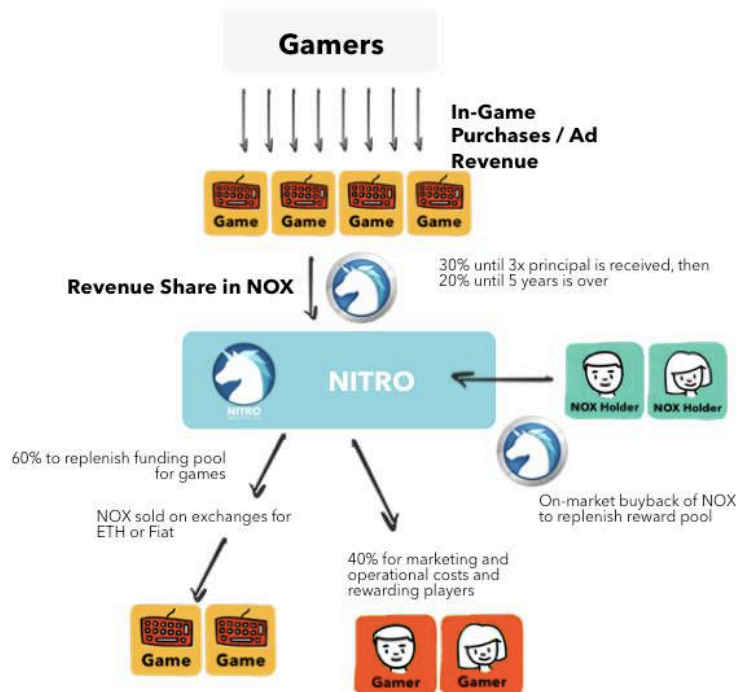 Gamers
In-Game
Purchases / Ad
Revenue
Game
Game
Game
Game
30% until 3x principal is received, then
20% until 5 years is over
Revenue Share in NOX
NITRO
NITRO
NOX Holder
NOX Holder
60% to replenish funding pool
for games
On-market buyback of NOX
to replenish reward pool
NOX sold on exchanges for
ETH or Fiat
40% for marketing and
operational costs and
rewarding players
Game
Game
Gamer
Gamer